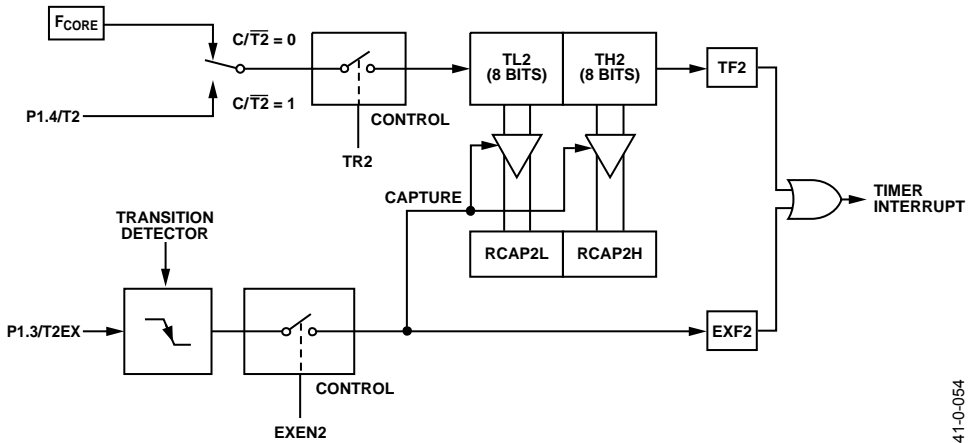 FCORE
C/T2 = 0
C/T2 = 1
P1.4/T2
CONTROL
TR2
TL2
(8 BITS)
TH2
(8 BITS)
TF2
CAPTURE
TRANSITION
DETECTOR
RCAP2L
RCAP2H
TIMER
INTERRUPT
P1.3/T2EX
EXF2
CONTROL
EXEN2
41-0-054